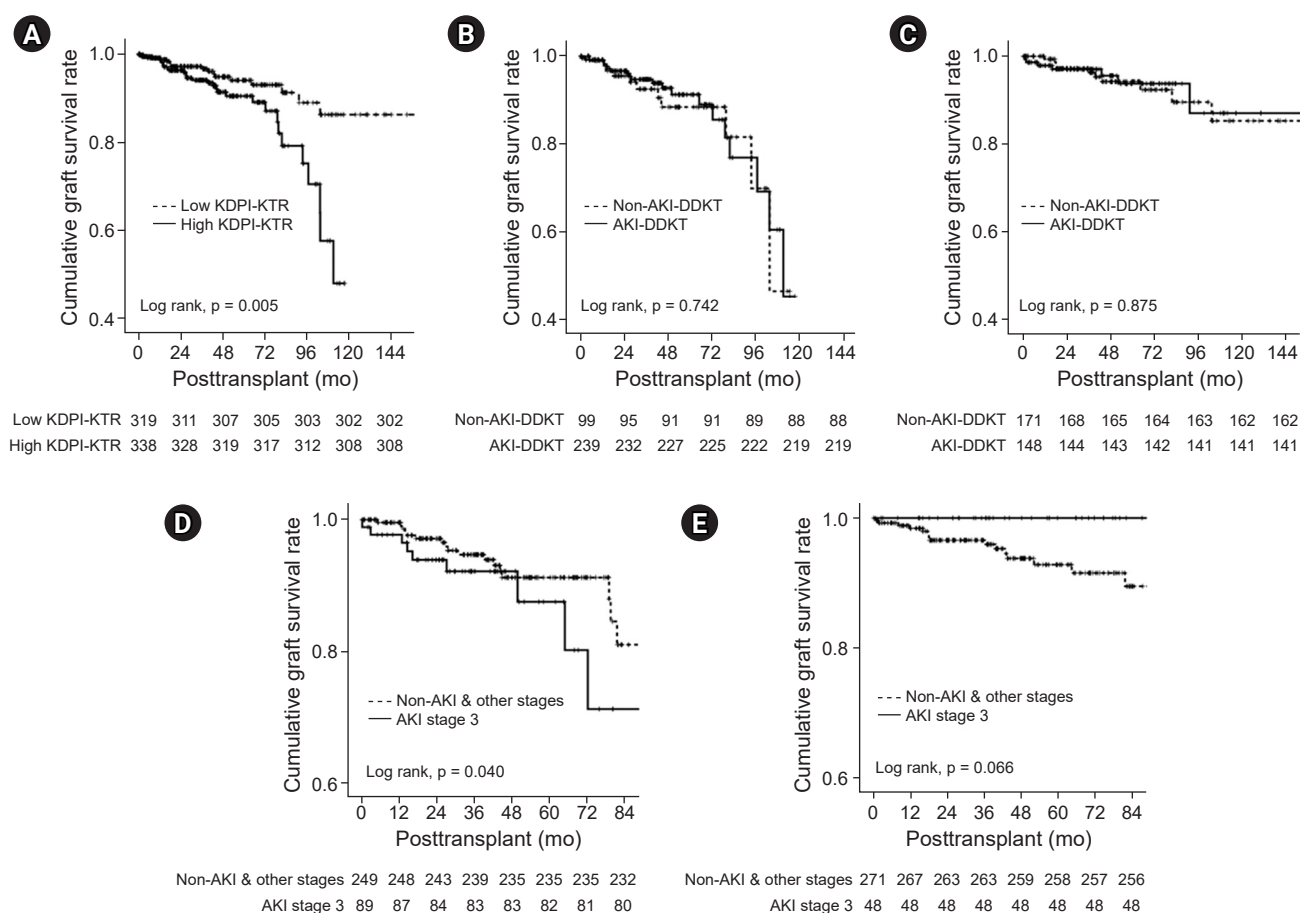 A
Cumulative graft survival rate
1.0
0.8
0.6
0.4
Low KDPI-KTR
High KDPI-KTR
Log rank, p = 0.005
0 24 48 72 96 120 144
Posttransplant (mo)
Low KDPI-KTR 319 311 307 305 303 302 302
High KDPI-KTR 338 328 319 317 312 308 308
B
Cumulative graft survival rate
1.0
0.8
0.6
0.4
Non-AKI-DDKT
AKI-DDKT
Log rank, p = 0.742
0 24 48 72 96 120 144
Posttransplant (mo)
Non-AKI-DDKT 99 95 91 91 89 88 88
AKI-DDKT 239 232 227 225 222 219 219
C
Cumulative graft survival rate
1.0
0.8
0.6
0.4
Non-AKI-DDKT
AKI-DDKT
Log rank, p = 0.875
0 24 48 72 96 120 144
Posttransplant (mo)
Non-AKI-DDKT 171 168 165 164 163 162 162
AKI-DDKT 148 144 143 142 141 141 141
D
Cumulative graft survival rate
1.0
0.8
0.6
Non-AKI & other stages
AKI stage 3
Log rank, p = 0.040
0 12 24 36 48 60 72 84
Posttransplant (mo)
Non-AKI & other stages 249 248 243 239 235 235 235 232
AKI stage 3 89 87 84 83 83 82 81 80
E
Cumulative graft survival rate
1.0
0.8
0.6
Non-AKI & other stages
AKI stage 3
Log rank, p = 0.066
0 12 24 36 48 60 72 84
Posttransplant (mo)
Non-AKI & other stages 271 267 263 263 259 258 257 256
AKI stage 3 48 48 48 48 48 48 48 48